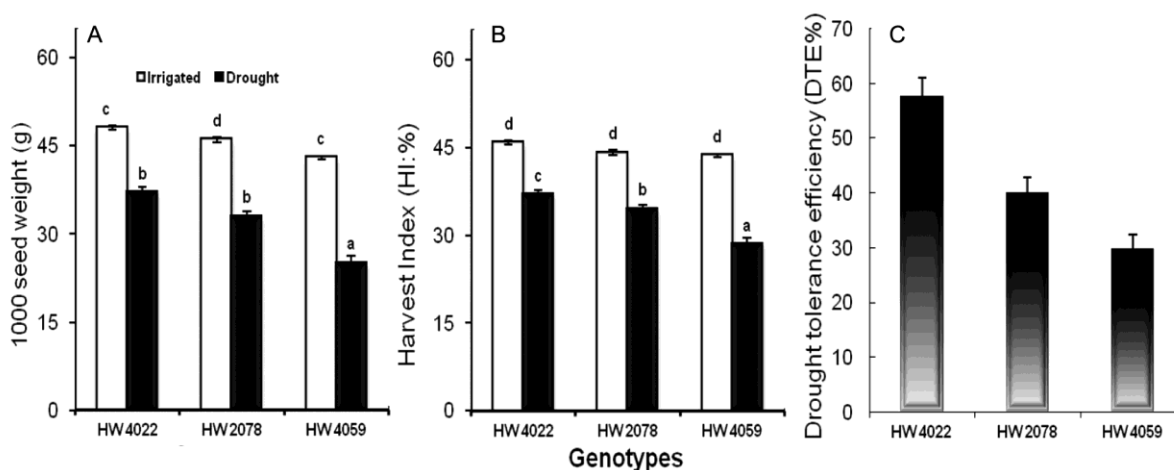 A
1000 seed weight (g)
60
45
30
15
0
Irrigated
Drought
c
b
d
b
c
a
HW4022
HW2078
HW4059
B
Harvest Index (HI:%)
60
45
30
15
0
d
c
d
b
d
a
HW4022
HW2078
HW4059
Genotypes
C
Drought tolerance efficiency (DTE%)
70
60
50
40
30
20
10
0
HW4022
HW2078
HW4059